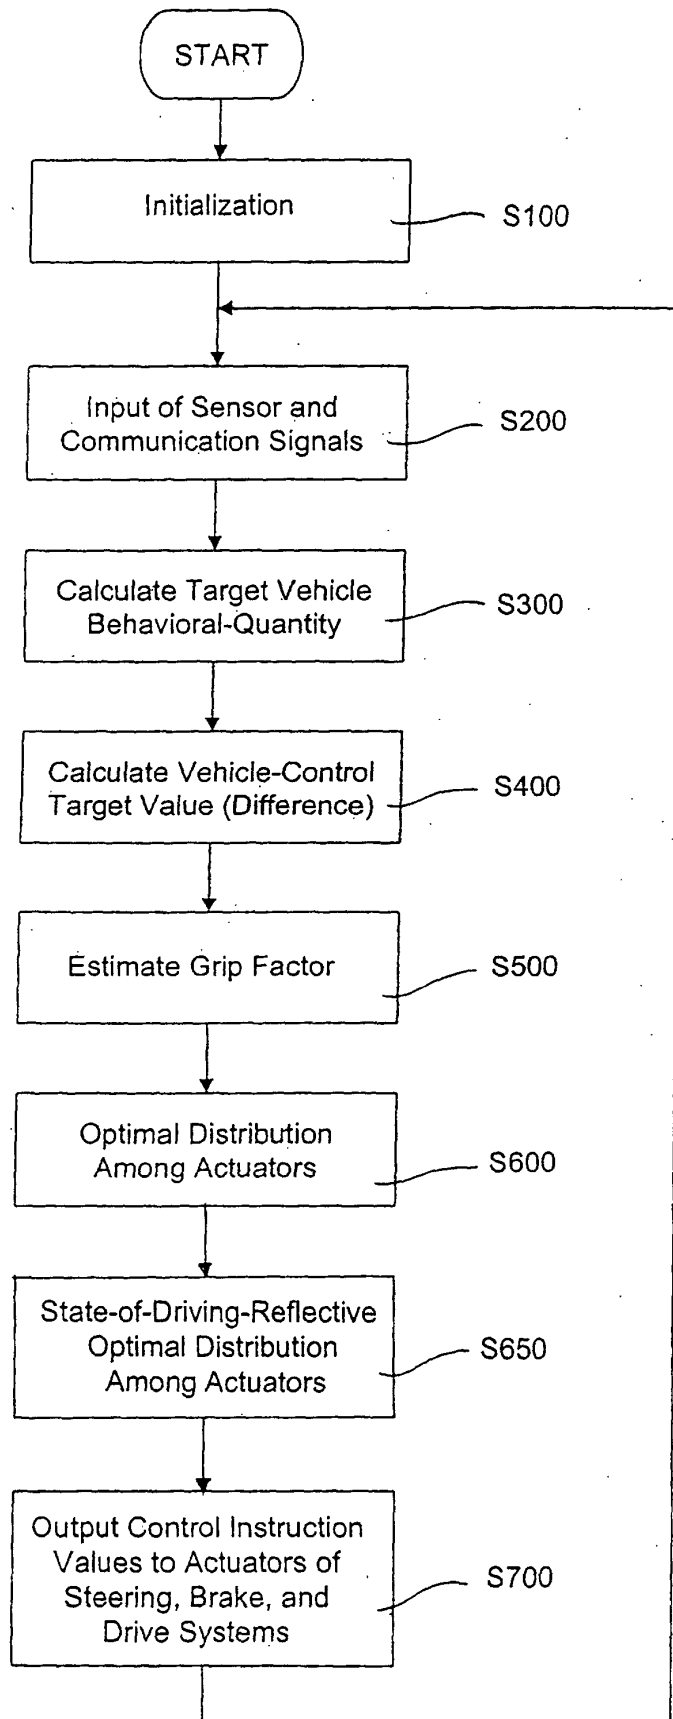 START
Initialization
S100
Input of Sensor and
Communication Signals
S200
Calculate Target Vehicle
Behavioral-Quantity
S300
Calculate Vehicle-Control
Target Value (Difference)
S400
Estimate Grip Factor
S500
Optimal Distribution
Among Actuators
S600
State-of-Driving-Reflective
Optimal Distribution
Among Actuators
S650
Output Control Instruction
Values to Actuators of
Steering, Brake, and
Drive Systems
S700